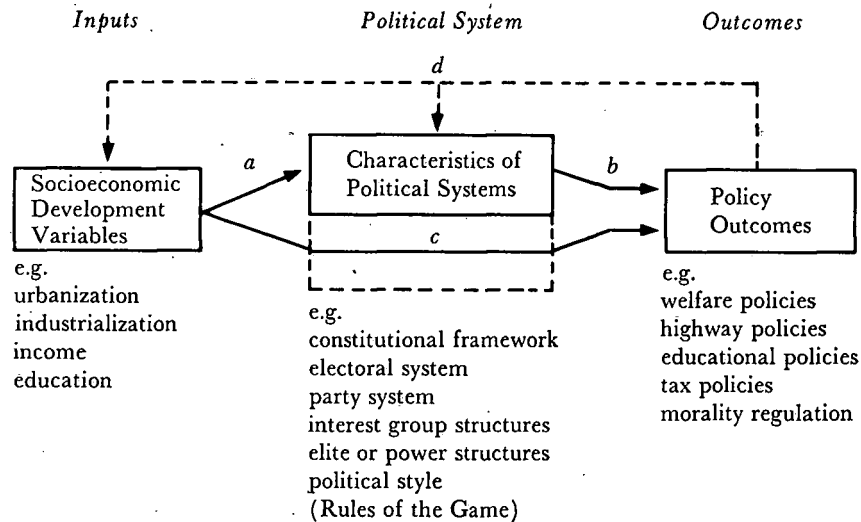 Inputs
Political System
Outcomes
d
a
b
c
Socioeconomic
Development
Variables
e.g.
urbanization
industrialization
income
education
Characteristics of
Political Systems
e.g.
constitutional framework
electoral system
party system
interest group structures
elite or power structures
political style
(Rules of the Game)
Policy
Outcomes
e.g.
welfare policies
highway policies
educational policies
tax policies
morality regulation